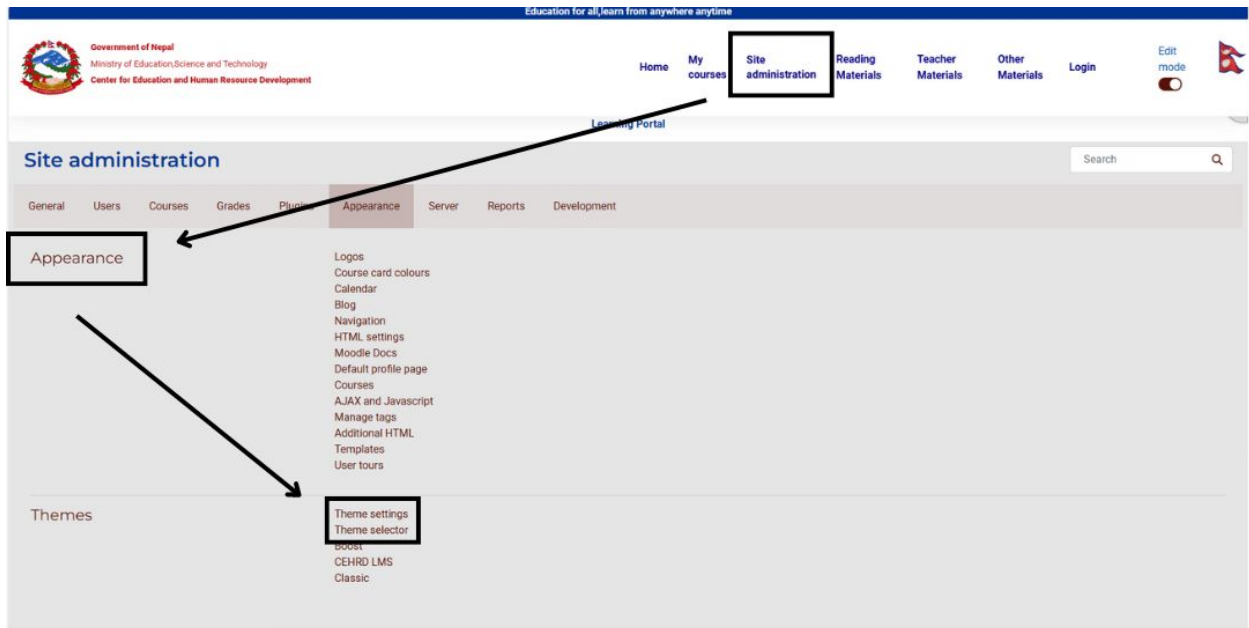 Education for all,learn from anywhere anytime
Government of Nepal
Ministry of Education,Science and Technology
Center for Education and Human Resource Development
Home
My courses
Site administration
Reading Materials
Teacher Materials
Other Materials
Login
Edit mode
Learning Portal
Site administration
Search
General Users Courses Grades Plugins Appearance Server Reports Development
Appearance
Logos
Course card colours
Calendar
Blog
Navigation
HTML settings
Moodle Docs
Default profile page
Courses
AJAX and Javascript
Manage tags
Additional HTML
Templates
User tours
Themes
Theme settings
Theme selector
Boost
CEHRD LMS
Classic